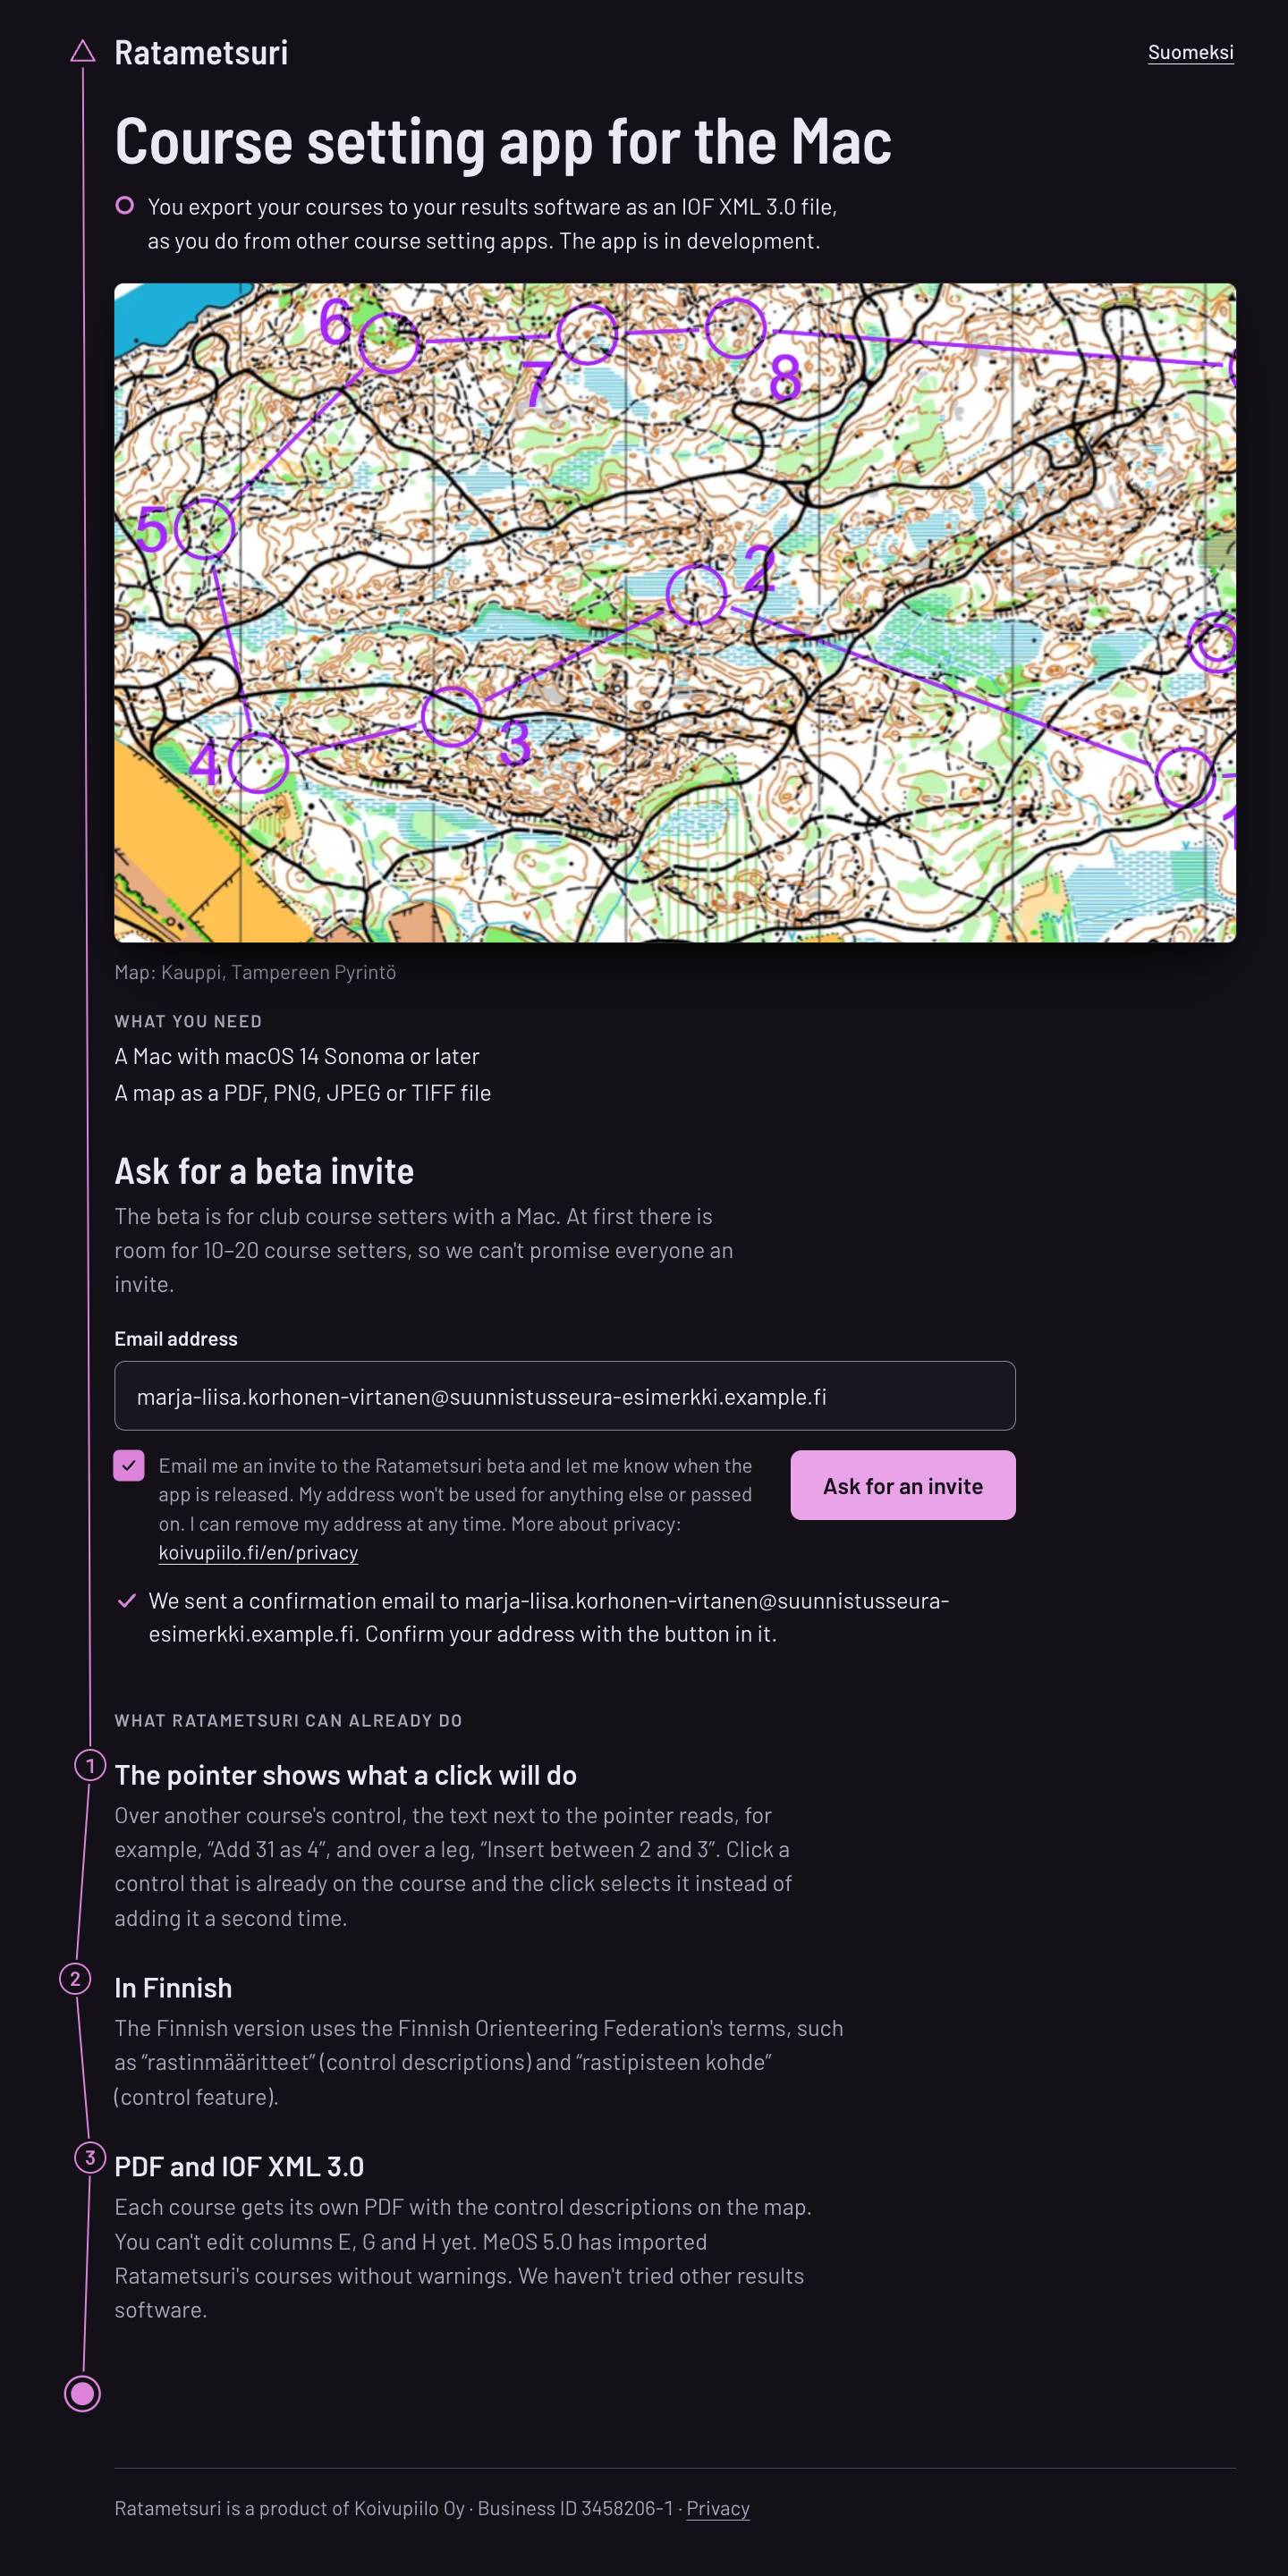 Ratametsuri
Suomeksi
Course setting app for the Mac
You export your courses to your results software as an IOF XML 3.0 file,
as you do from other course setting apps. The app is in development.
6
7
8
5
2
4
3
1
Map: Kauppi, Tampereen Pyrintö
WHAT YOU NEED
A Mac with macOS 14 Sonoma or later
A map as a PDF, PNG, JPEG or TIFF file
Ask for a beta invite
The beta is for club course setters with a Mac. At first there is
room for 10–20 course setters, so we can't promise everyone an
invite.
Email address
marja-liisa.korhonen-virtanen@suunnistusseura-esimerkki.example.fi
Email me an invite to the Ratametsuri beta and let me know when the
app is released. My address won't be used for anything else or passed
on. I can remove my address at any time. More about privacy:
koivupiilo.fi/en/privacy
Ask for an invite
We sent a confirmation email to marja-liisa.korhonen-virtanen@suunnistusseura-
esimerkki.example.fi. Confirm your address with the button in it.
WHAT RATAMETSURI CAN ALREADY DO
1 The pointer shows what a click will do
Over another course's control, the text next to the pointer reads, for
example, “Add 31 as 4”, and over a leg, “Insert between 2 and 3”. Click a
control that is already on the course and the click selects it instead of
adding it a second time.
2 In Finnish
The Finnish version uses the Finnish Orienteering Federation's terms, such
as “rastinmääritteet” (control descriptions) and “rastipisteen kohde”
(control feature).
3 PDF and IOF XML 3.0
Each course gets its own PDF with the control descriptions on the map.
You can't edit columns E, G and H yet. MeOS 5.0 has imported
Ratametsuri's courses without warnings. We haven't tried other results
software.
Ratametsuri is a product of Koivupiilo Oy · Business ID 3458206-1 · Privacy